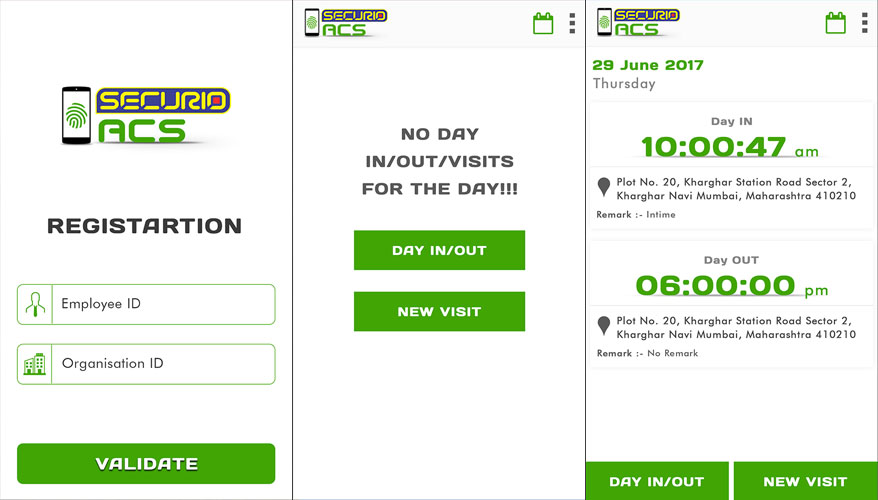 SECURIO
ACS
REGISTARTION
Employee ID
Organisation ID
VALIDATE
SECURIO
ACS
NO DAY
IN/OUT/VISITS
FOR THE DAY!!!
DAY IN/OUT
NEW VISIT
SECURIO
ACS
29 June 2017
Thursday
Day IN
10:00:47 am
Plot No. 20, Kharghar Station Road Sector 2,
Kharghar Navi Mumbai, Maharashtra 410210
Remark :- Intime
Day OUT
06:00:00 pm
Plot No. 20, Kharghar Station Road Sector 2,
Kharghar Navi Mumbai, Maharashtra 410210
Remark :- No Remark
DAY IN/OUT
NEW VISIT